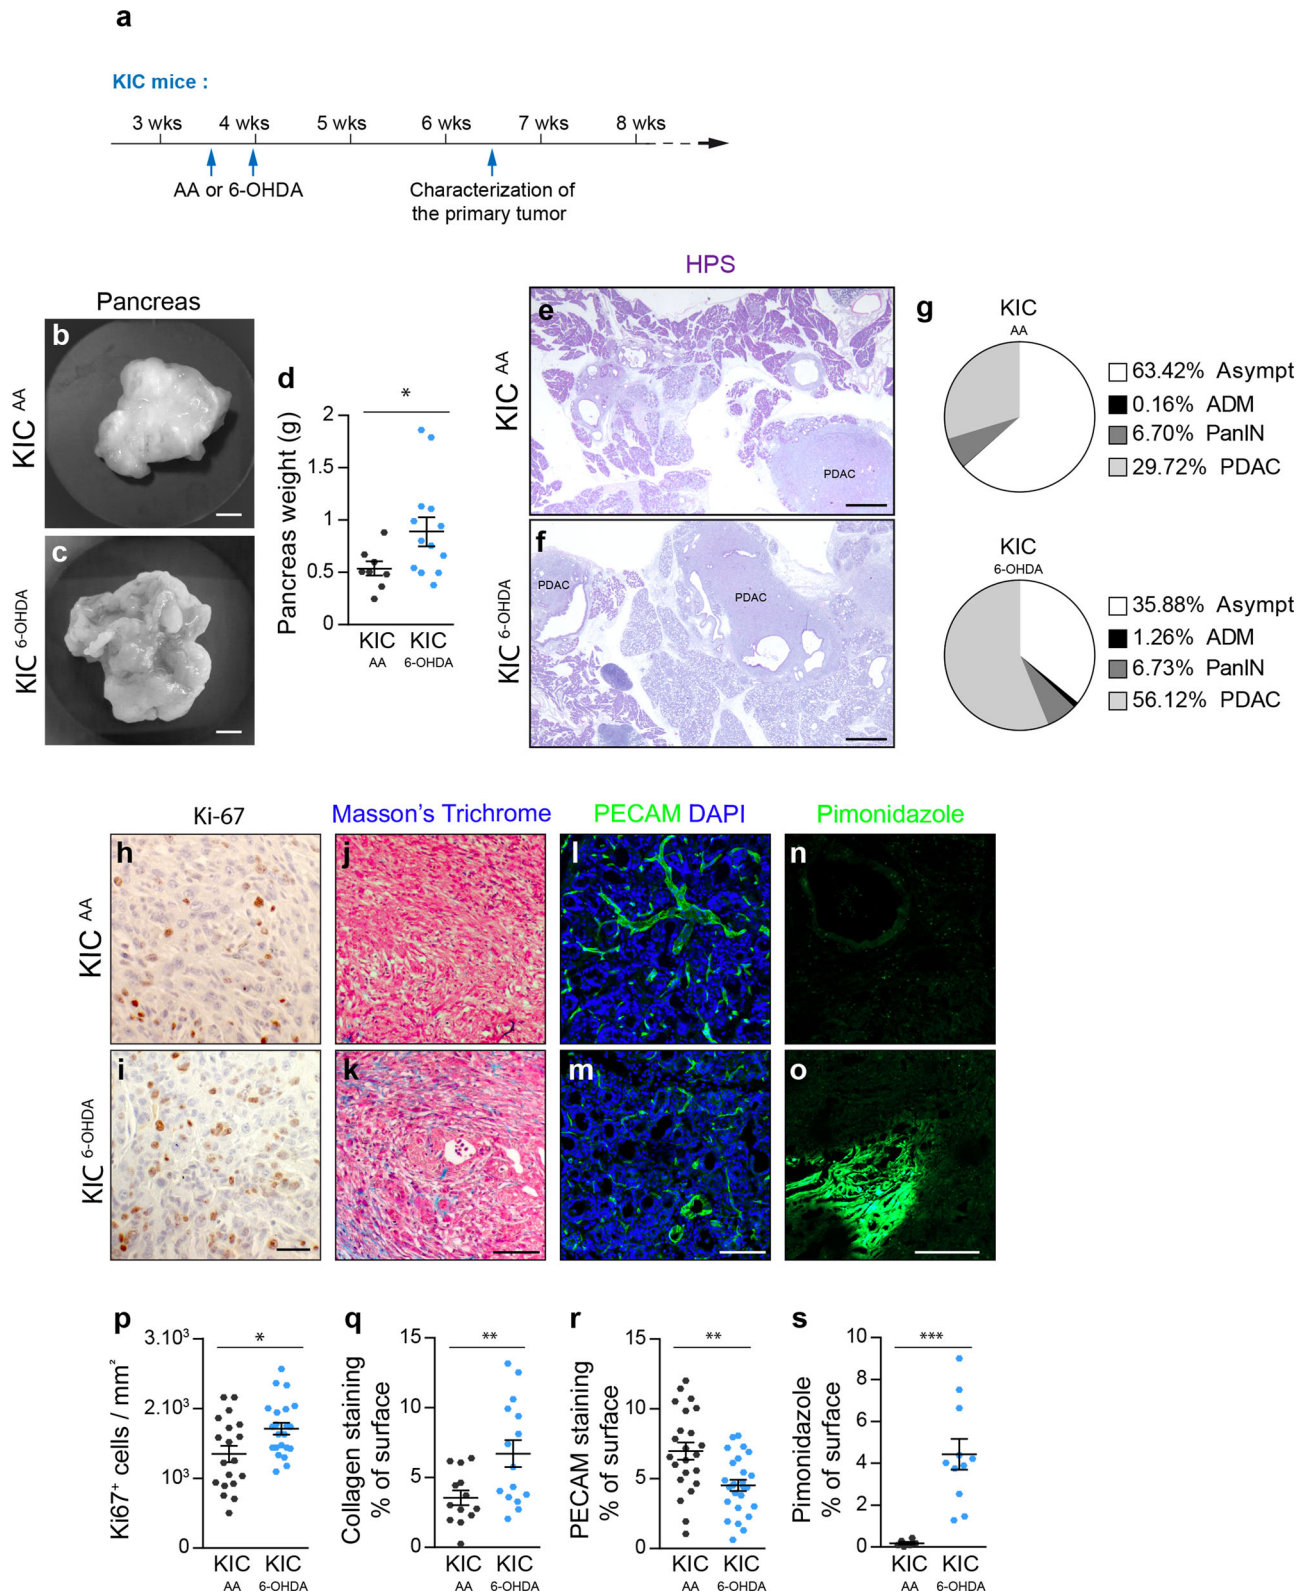 a
KIC mice :
3 wks 4 wks 5 wks 6 wks 7 wks 8 wks
AA or 6-OHDA
Characterization of
the primary tumor
Pancreas
b
KIC AA
c
KIC 6-OHDA
d
*
Pancreas weight (g)
2
1.5
1
0.5
0
KIC KIC
AA 6-OHDA
HPS
e
KIC AA
PDAC
f
KIC 6-OHDA
PDAC
PDAC
g
KIC
AA
63.42% Asympt
0.16% ADM
6.70% PanIN
29.72% PDAC
KIC
6-OHDA
35.88% Asympt
1.26% ADM
6.73% PanIN
56.12% PDAC
Ki-67 Masson's Trichrome PECAM DAPI Pimonidazole
KIC AA
h j l n
KIC 6-OHDA
i k m o
p
*
Ki67⁺ cells / mm²
3.10³
2.10³
10³
0
KIC KIC
AA 6-OHDA
q
**
Collagen staining
% of surface
15
10
5
0
KIC KIC
AA 6-OHDA
r
**
PECAM staining
% of surface
15
10
5
0
KIC KIC
AA 6-OHDA
s
***
Pimonidazole
% of surface
10
8
6
4
2
0
KIC KIC
AA 6-OHDA